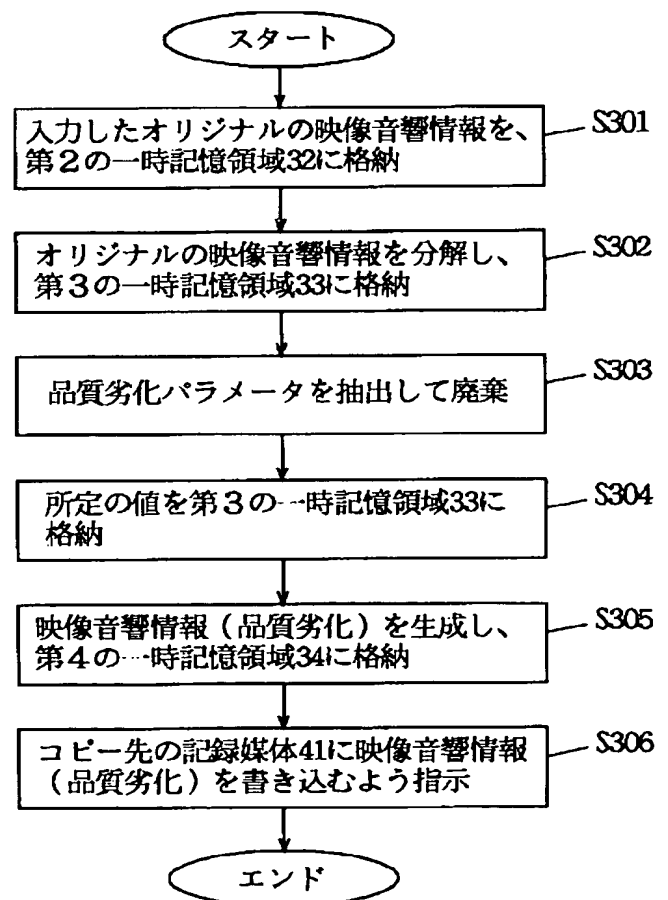 スタート
入力したオリジナルの映像音響情報を、
第2の一時記憶領域32に格納
S301
オリジナルの映像音響情報を分解し、
第3の一時記憶領域33に格納
S302
品質劣化パラメータを抽出して廃棄
S303
所定の値を第3の一時記憶領域33に
格納
S304
映像音響情報(品質劣化)を生成し、
第4の一時記憶領域34に格納
S305
コピー先の記録媒体41に映像音響情報
(品質劣化)を書き込むよう指示
S306
エンド